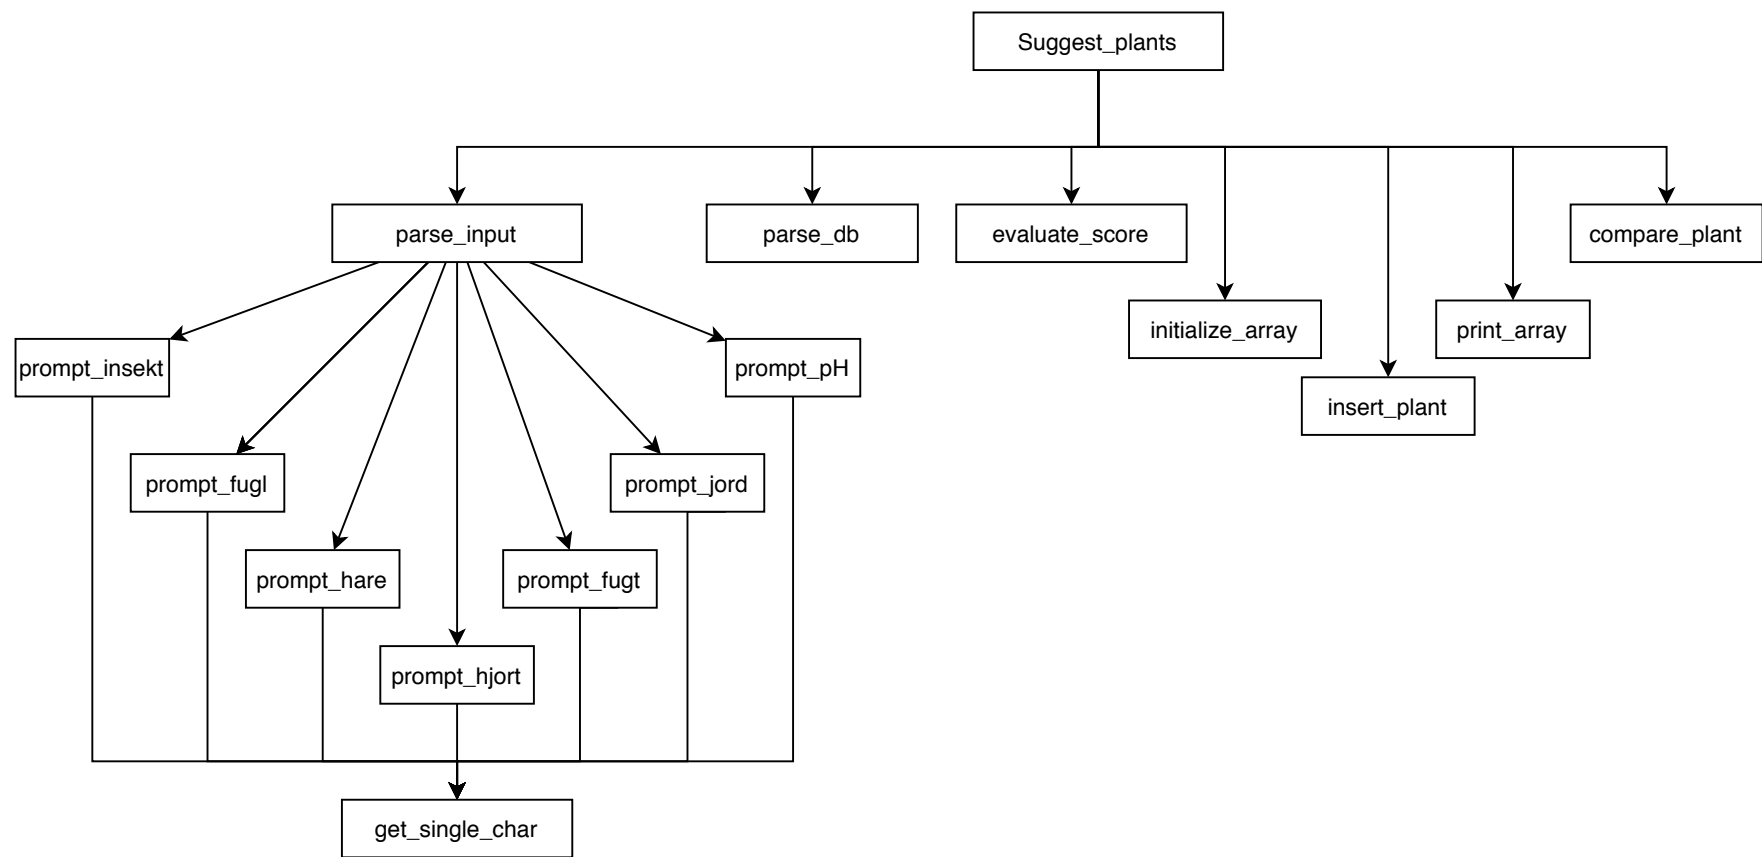 Suggest_plants
parse_input
parse_db
evaluate_score
compare_plant
initialize_array
print_array
prompt_insekt
prompt_pH
insert_plant
prompt_fugl
prompt_jord
prompt_hare
prompt_fugt
prompt_hjort
get_single_char